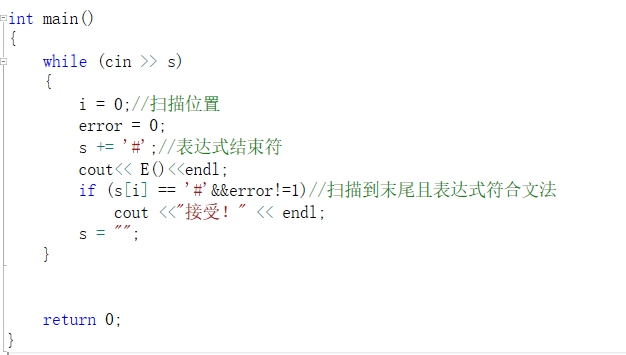 int main()
{
    while (cin >> s)
    {
        i = 0;//扫描位置
        error = 0;
        s += '#';//表达式结束符
        cout<< E()<<endl;
        if (s[i] == '#'&&error!=1)//扫描到末尾且表达式符合文法
            cout <<"接受! " << endl;
        s = "";
    }
    return 0;
}